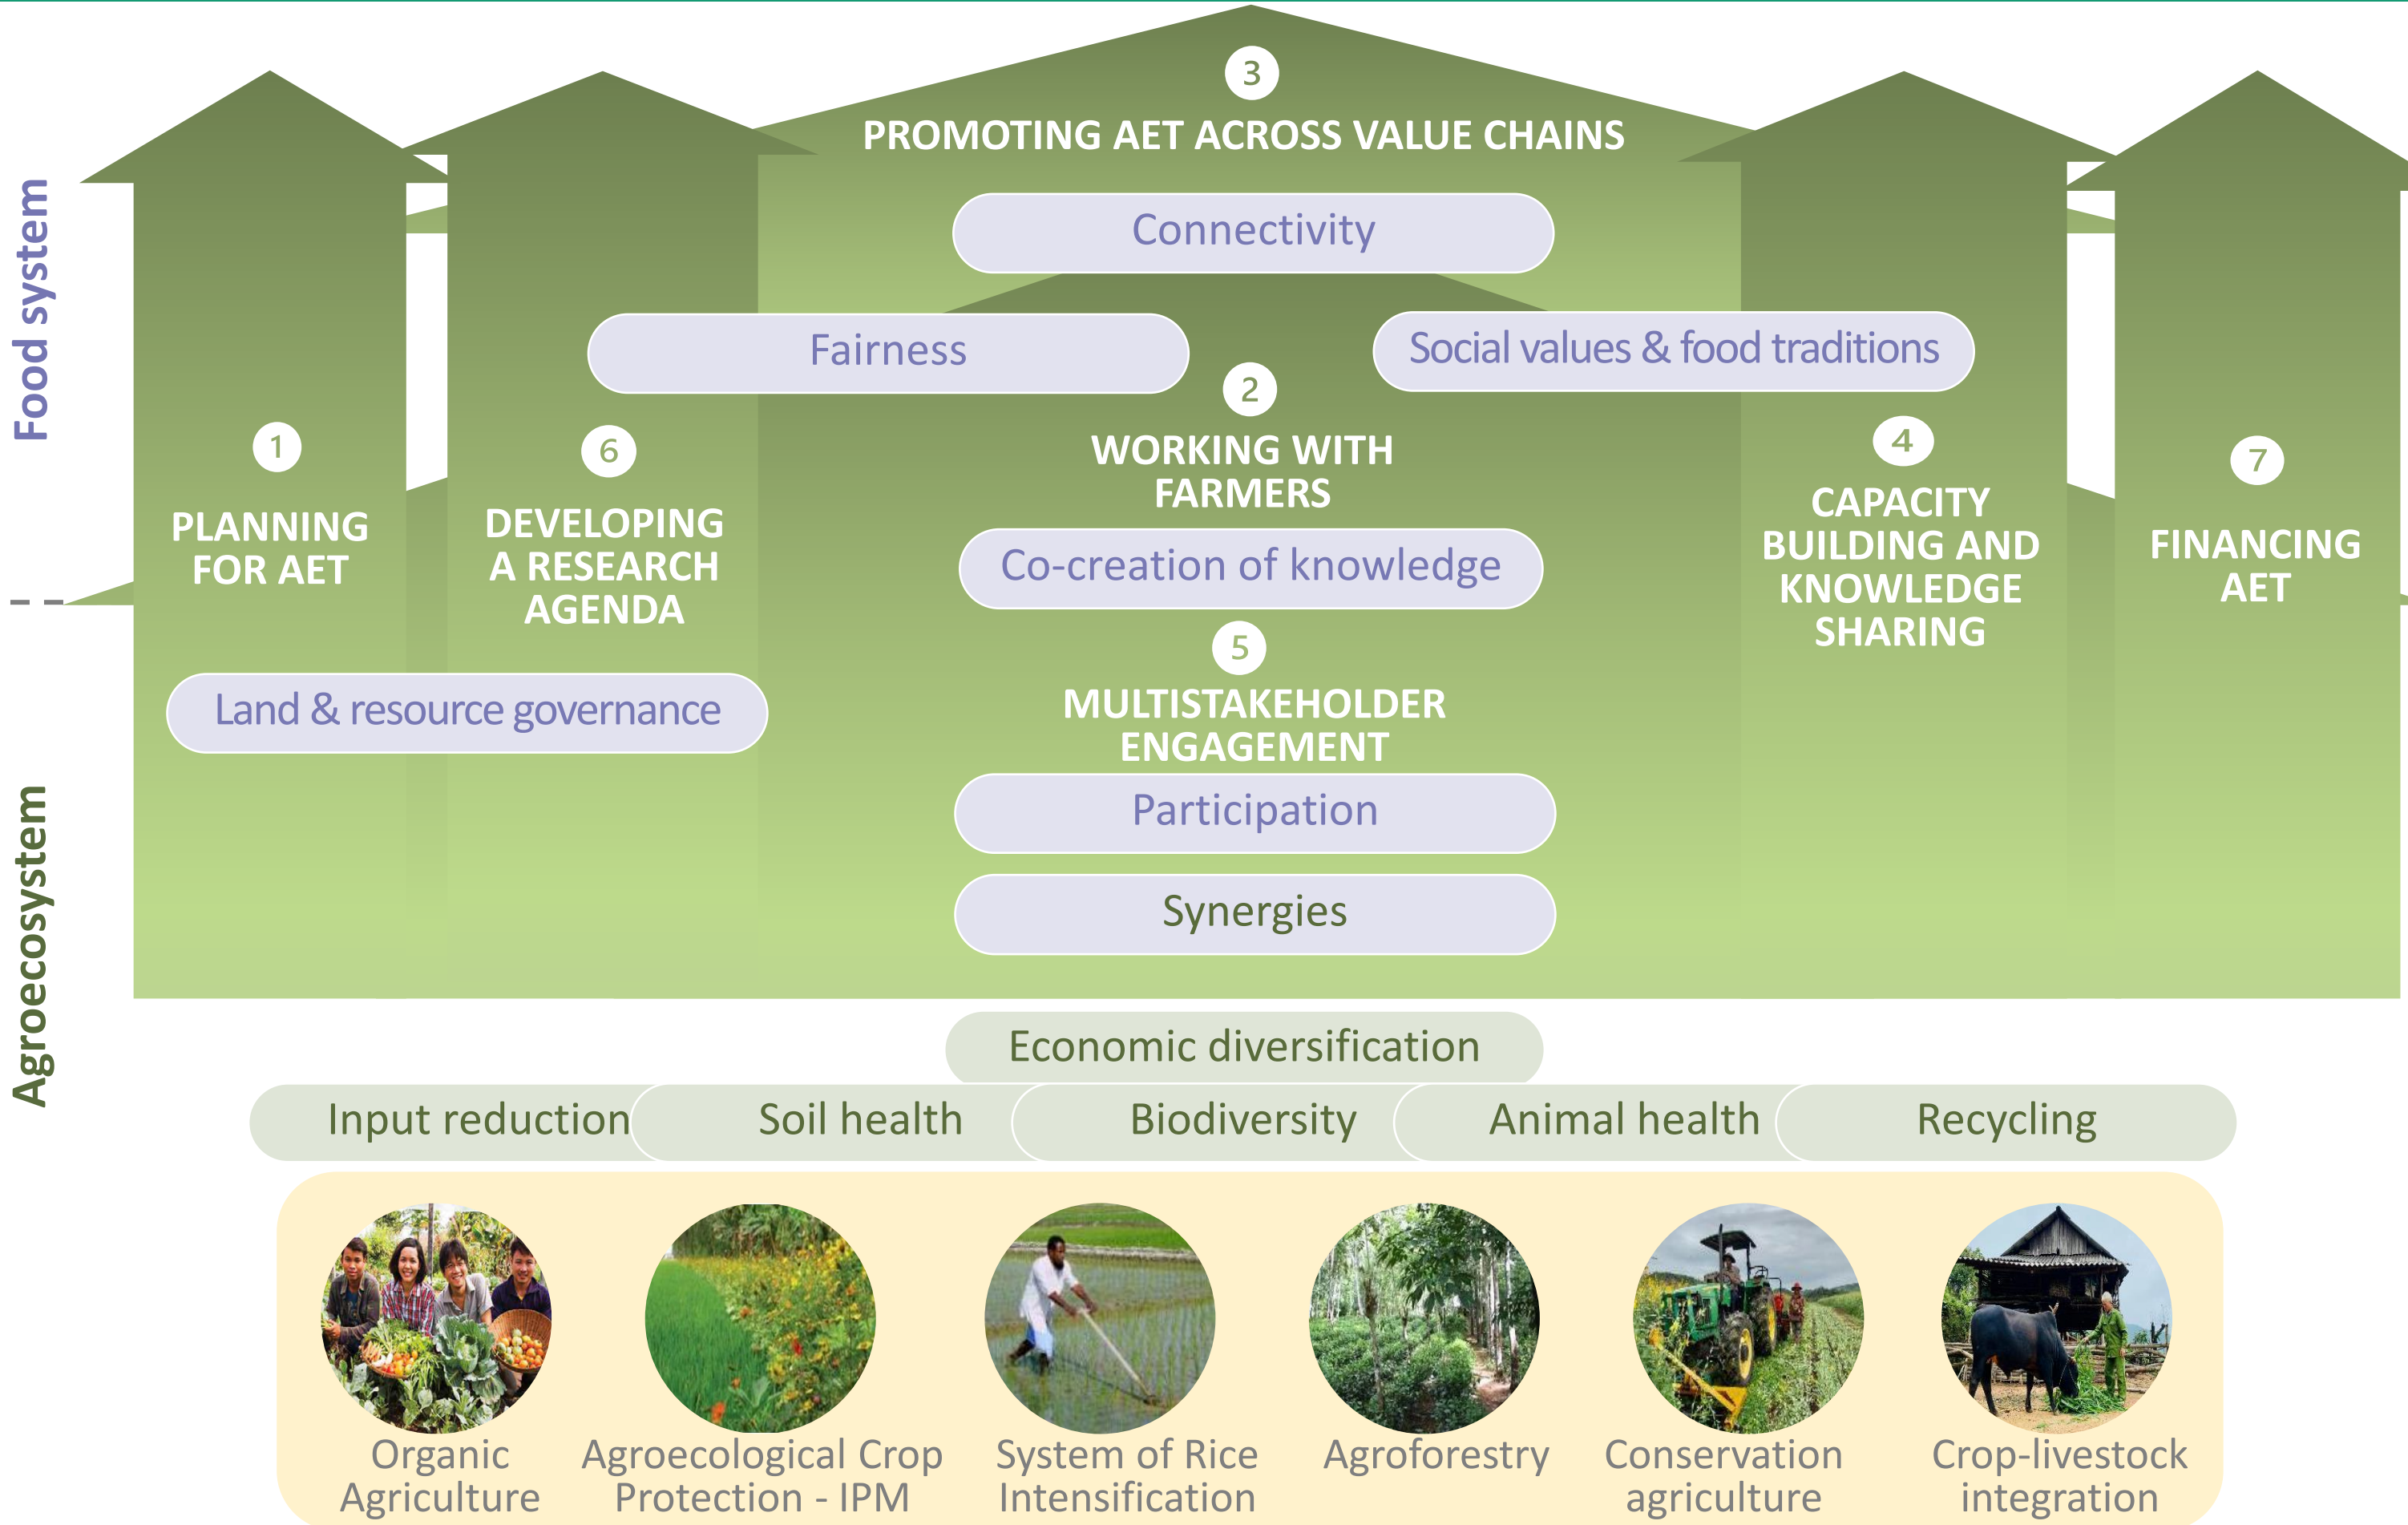 3
PROMOTING AET ACROSS VALUE CHAINS
Connectivity
Fairness
Social values & food traditions
Food system
1
PLANNING
FOR AET
6
DEVELOPING
A RESEARCH
AGENDA
2
WORKING WITH
FARMERS
Co-creation of knowledge
4
CAPACITY
BUILDING AND
KNOWLEDGE
SHARING
7
FINANCING
AET
5
MULTISTAKEHOLDER
ENGAGEMENT
Land & resource governance
Participation
Synergies
Agroecosystem
Economic diversification
Input reduction
Soil health
Biodiversity
Animal health
Recycling
Organic
Agriculture
Agroecological Crop
Protection - IPM
System of Rice
Intensification
Agroforestry
Conservation
agriculture
Crop-livestock
integration